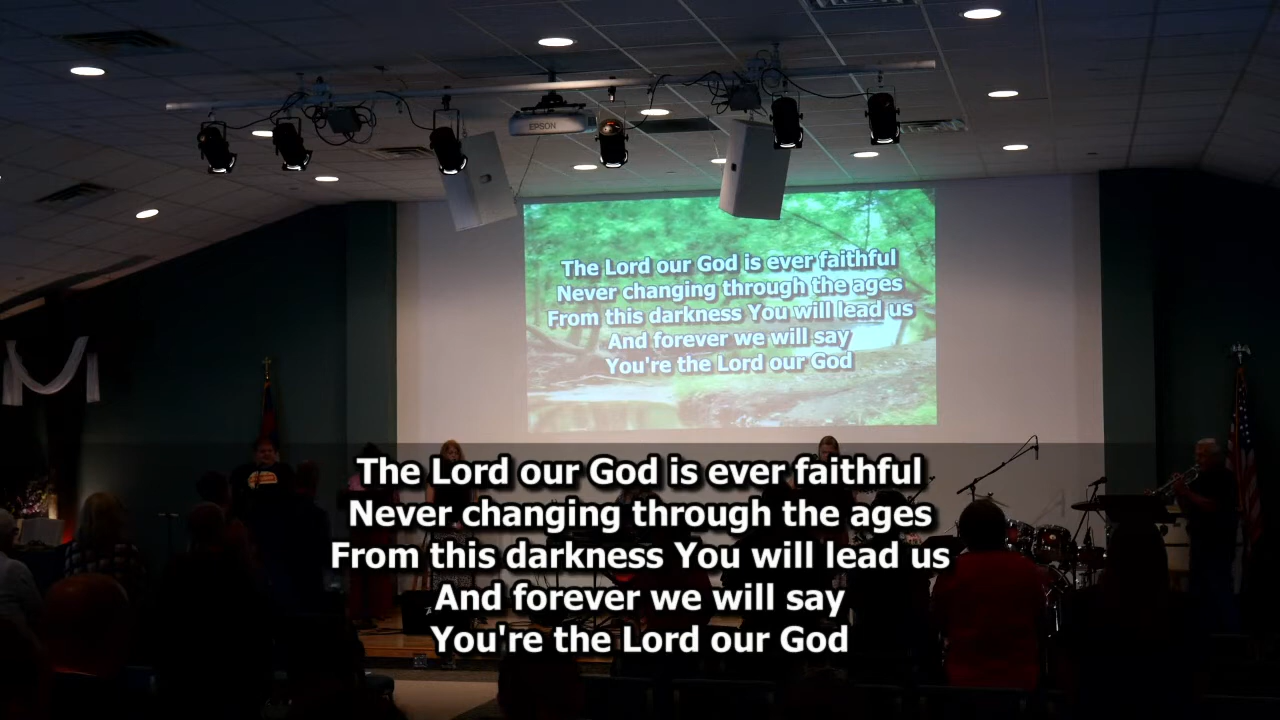 EPSON
The Lord our God is ever faithful
Never changing through the ages
From this darkness You will lead us
And forever we will say
You're the Lord our God
The Lord our God is ever faithful
Never changing through the ages
From this darkness You will lead us
And forever we will say
You're the Lord our God